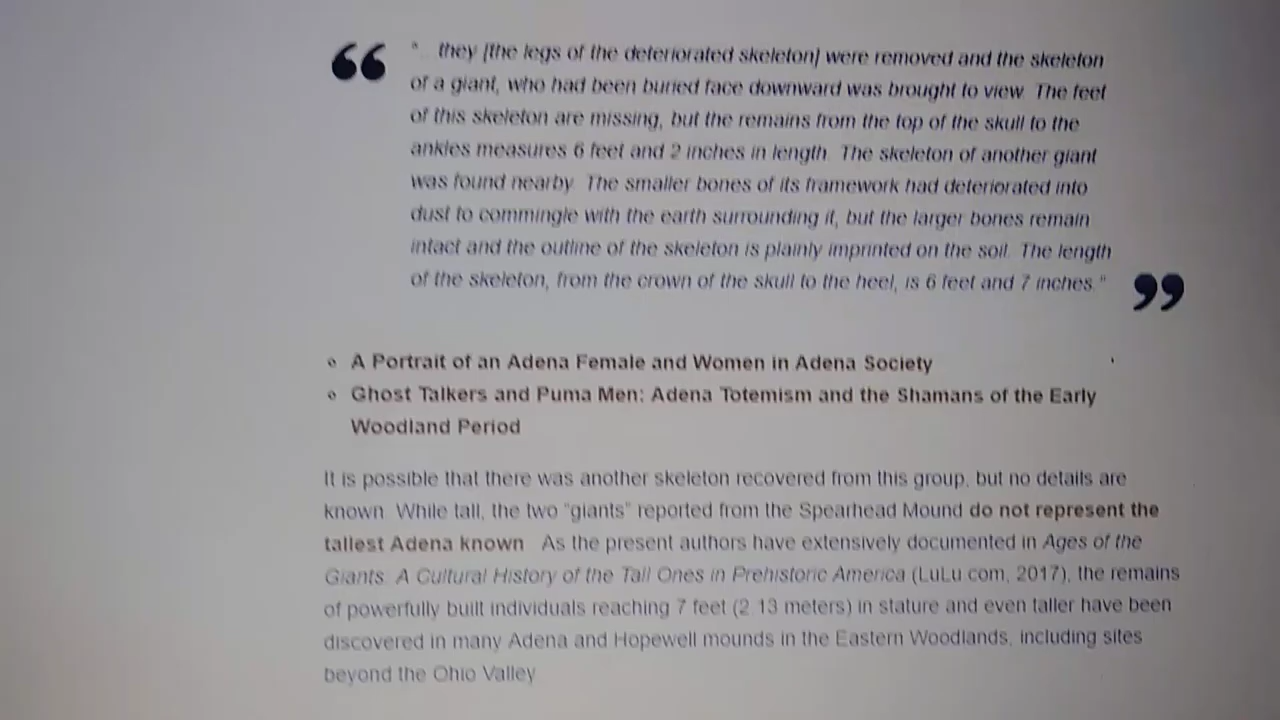 “
"... they [the legs of the deteriorated skeleton] were removed and the skeleton
of a giant, who had been buried face downward was brought to view. The feet
of this skeleton are missing, but the remains from the top of the skull to the
ankles measures 6 feet and 2 inches in length. The skeleton of another giant
was found nearby. The smaller bones of its framework had deteriorated into
dust to commingle with the earth surrounding it, but the larger bones remain
intact and the outline of the skeleton is plainly imprinted on the soil. The length
of the skeleton, from the crown of the skull to the heel, is 6 feet and 7 inches."
”
A Portrait of an Adena Female and Women in Adena Society
Ghost Talkers and Puma Men: Adena Totemism and the Shamans of the Early
Woodland Period
It is possible that there was another skeleton recovered from this group, but no details are
known. While tall, the two “giants” reported from the Spearhead Mound do not represent the
tallest Adena known. As the present authors have extensively documented in Ages of the
Giants: A Cultural History of the Tall Ones in Prehistoric America (LuLu.com, 2017), the remains
of powerfully built individuals reaching 7 feet (2.13 meters) in stature and even taller have been
discovered in many Adena and Hopewell mounds in the Eastern Woodlands, including sites
beyond the Ohio Valley.